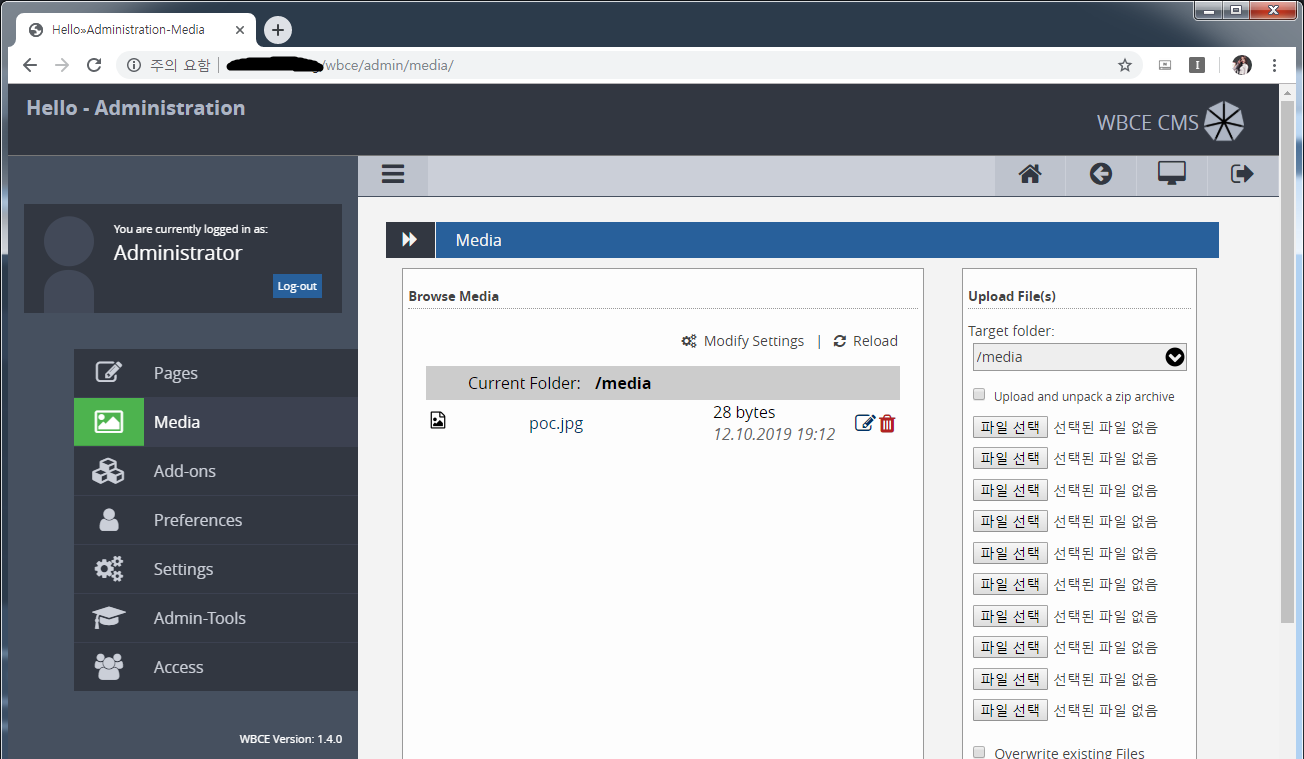 Hello»Administration-Media
주의 요함
/wbce/admin/media/
Hello - Administration
WBCE CMS
You are currently logged in as:
Administrator
Log-out
Pages
Media
Add-ons
Preferences
Settings
Admin-Tools
Access
WBCE Version: 1.4.0
Media
Browse Media
Modify Settings | Reload
Current Folder: /media
poc.jpg
28 bytes
12.10.2019 19:12
Upload File(s)
Target folder:
/media
Upload and unpack a zip archive
파일 선택 선택된 파일 없음
파일 선택 선택된 파일 없음
파일 선택 선택된 파일 없음
파일 선택 선택된 파일 없음
파일 선택 선택된 파일 없음
파일 선택 선택된 파일 없음
파일 선택 선택된 파일 없음
파일 선택 선택된 파일 없음
파일 선택 선택된 파일 없음
파일 선택 선택된 파일 없음
Overwrite existing Files